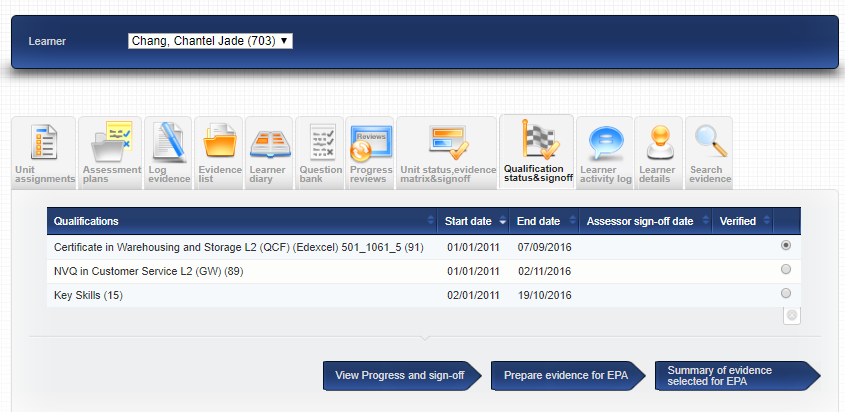 Learner
Chang, Chantel Jade (703)
Unit assignments
Assessment plans
Log evidence
Evidence list
Learner diary
Question bank
Reviews
Progress reviews
Unit status,evidence matrix&signoff
Qualification status&signoff
Learner activity log
Learner details
Search evidence
Qualifications Start date End date Assessor sign-off date Verified
Certificate in Warehousing and Storage L2 (QCF) (Edexcel) 501_1061_5 (91) 01/01/2011 07/09/2016
NVQ in Customer Service L2 (GW) (89) 01/01/2011 02/11/2016
Key Skills (15) 02/01/2011 19/10/2016
View Progress and sign-off
Prepare evidence for EPA
Summary of evidence
selected for EPA